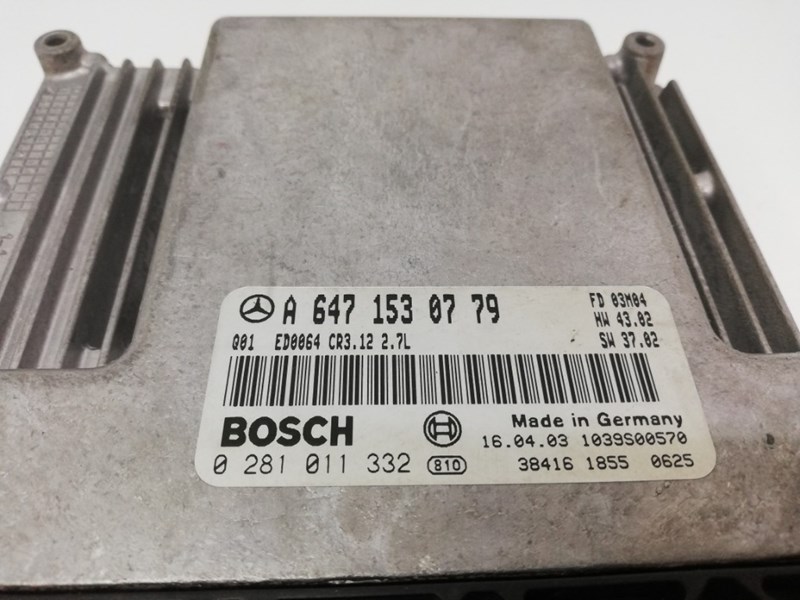 A 647 153 07 79
FD 03M04
HW 43.02
Q01 ED0064 CR3.12 2.7L
SW 37.02
BOSCH
Made in Germany
16.04.03 1039S00570
0 281 011 332 810
38416 1855 0625